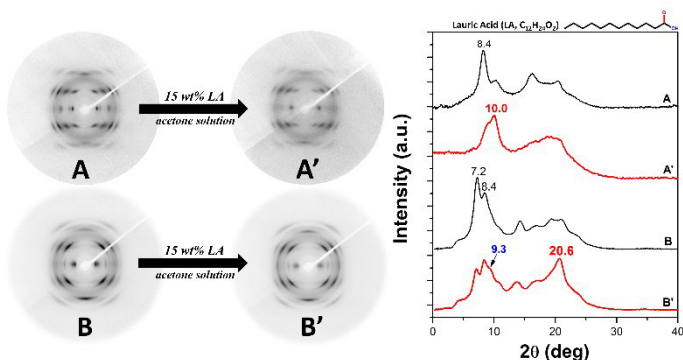 15 wt% LA
acetone solution
A
A’
15 wt% LA
acetone solution
B
B’
Lauric Acid (LA, C₁₂H₂₄O₂)
O
OH
8.4
A
10.0
A'
7.2
8.4
B
9.3
20.6
B'
Intensity (a.u.)
0 10 20 30 40
2θ (deg)